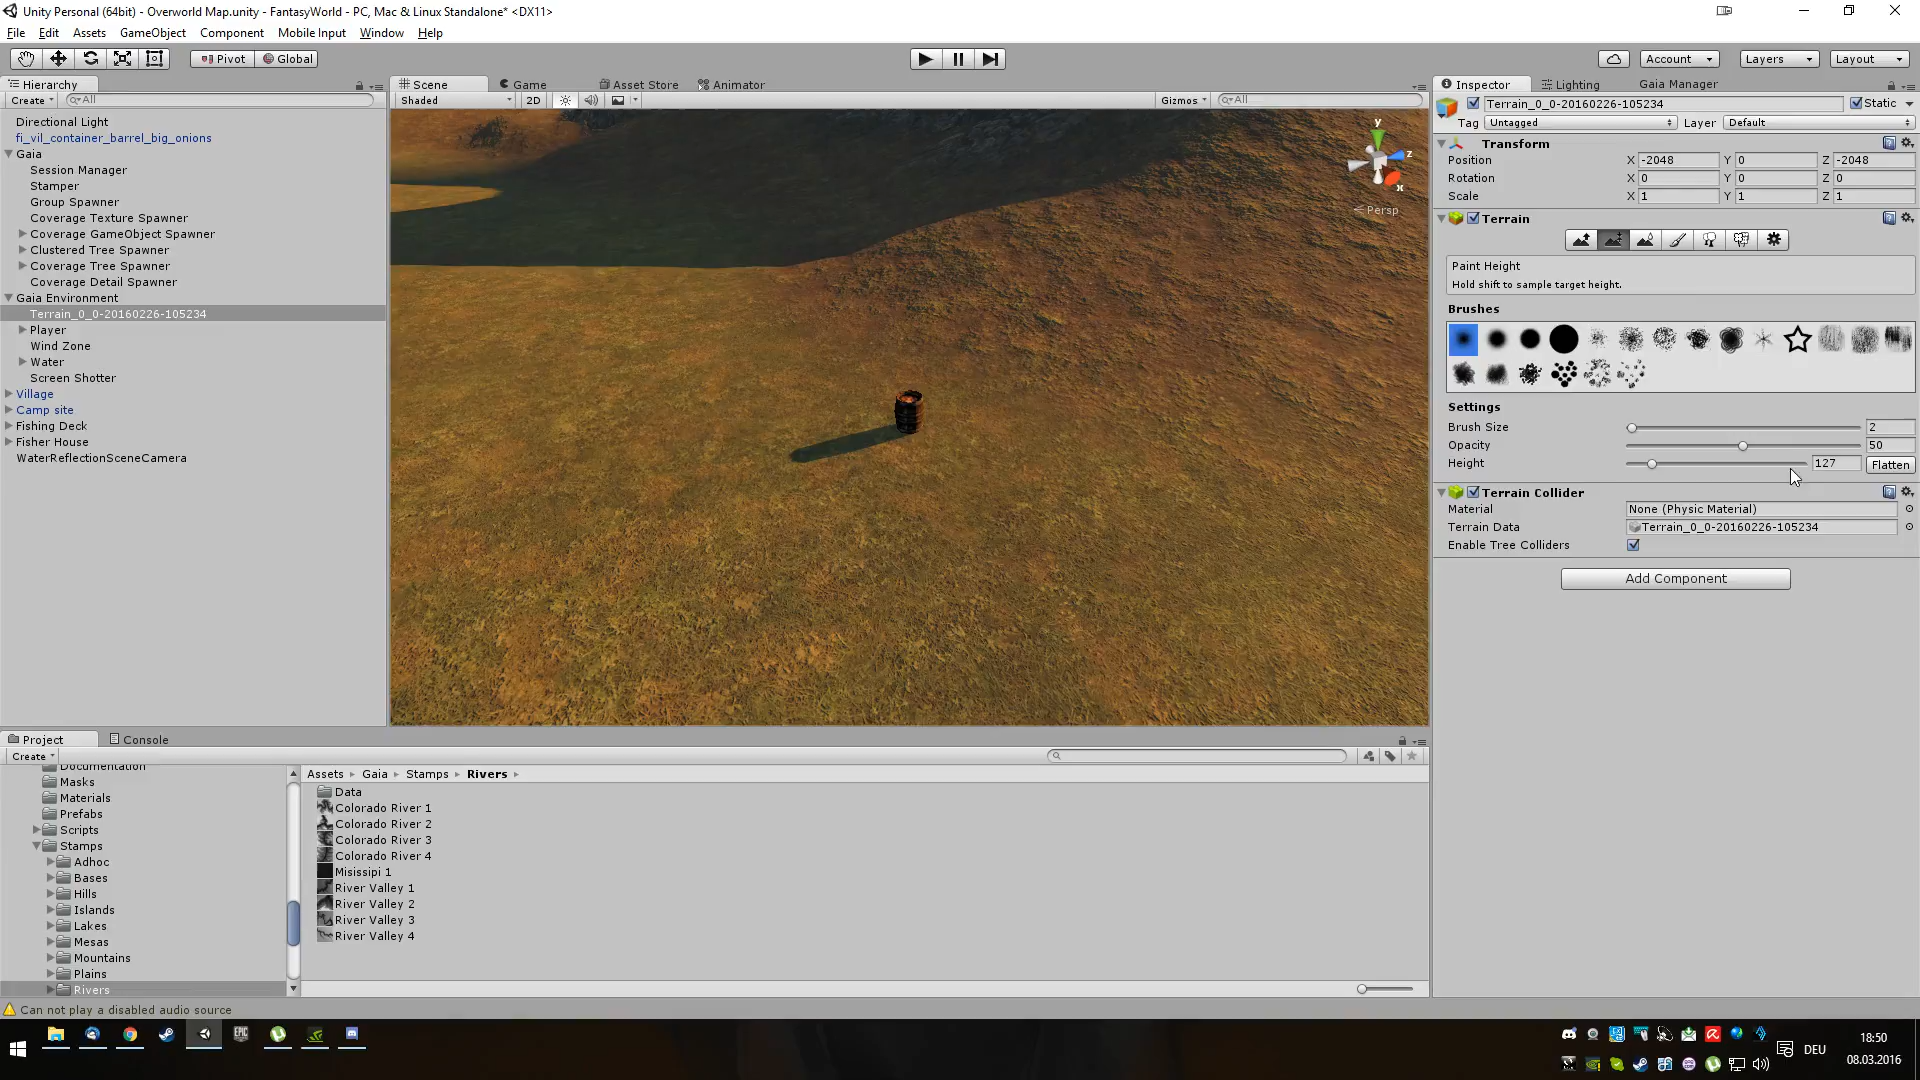 Unity Personal (64bit) - Overworld Map.unity - FantasyWorld - PC, Mac & Linux Standalone* <DX11>
File Edit Assets GameObject Component Mobile Input Window Help
Pivot Global Account Layers Layout
Hierarchy
Create All
Directional Light
fi_vil_container_barrel_big_onions
Gaia
Session Manager
Stamper
Group Spawner
Coverage Texture Spawner
Coverage GameObject Spawner
Clustered Tree Spawner
Coverage Tree Spawner
Coverage Detail Spawner
Gaia Environment
Terrain_0_0-20160226-105234
Player
Wind Zone
Water
Screen Shotter
Village
Camp site
Fishing Deck
Fisher House
WaterReflectionSceneCamera
Scene Game Asset Store Animator
Shaded 2D Gizmos All
y
z
x
Persp
Inspector Lighting Gaia Manager
Terrain_0_0-20160226-105234 Static
Tag Untagged Layer Default
Transform
Position X -2048 Y 0 Z -2048
Rotation X 0 Y 0 Z 0
Scale X 1 Y 1 Z 1
Terrain
Paint Height
Hold shift to sample target height.
Brushes
Settings
Brush Size 2
Opacity 50
Height 127 Flatten
Terrain Collider
Material None (Physic Material)
Terrain Data Terrain_0_0-20160226-105234
Enable Tree Colliders
Add Component
Project Console
Create
Documentation
Masks
Materials
Prefabs
Scripts
Stamps
Adhoc
Bases
Hills
Islands
Lakes
Mesas
Mountains
Plains
Rivers
Assets Gaia Stamps Rivers
Data
Colorado River 1
Colorado River 2
Colorado River 3
Colorado River 4
Misissipi 1
River Valley 1
River Valley 2
River Valley 3
River Valley 4
Can not play a disabled audio source
EPIC
DEU
18:50
08.03.2016